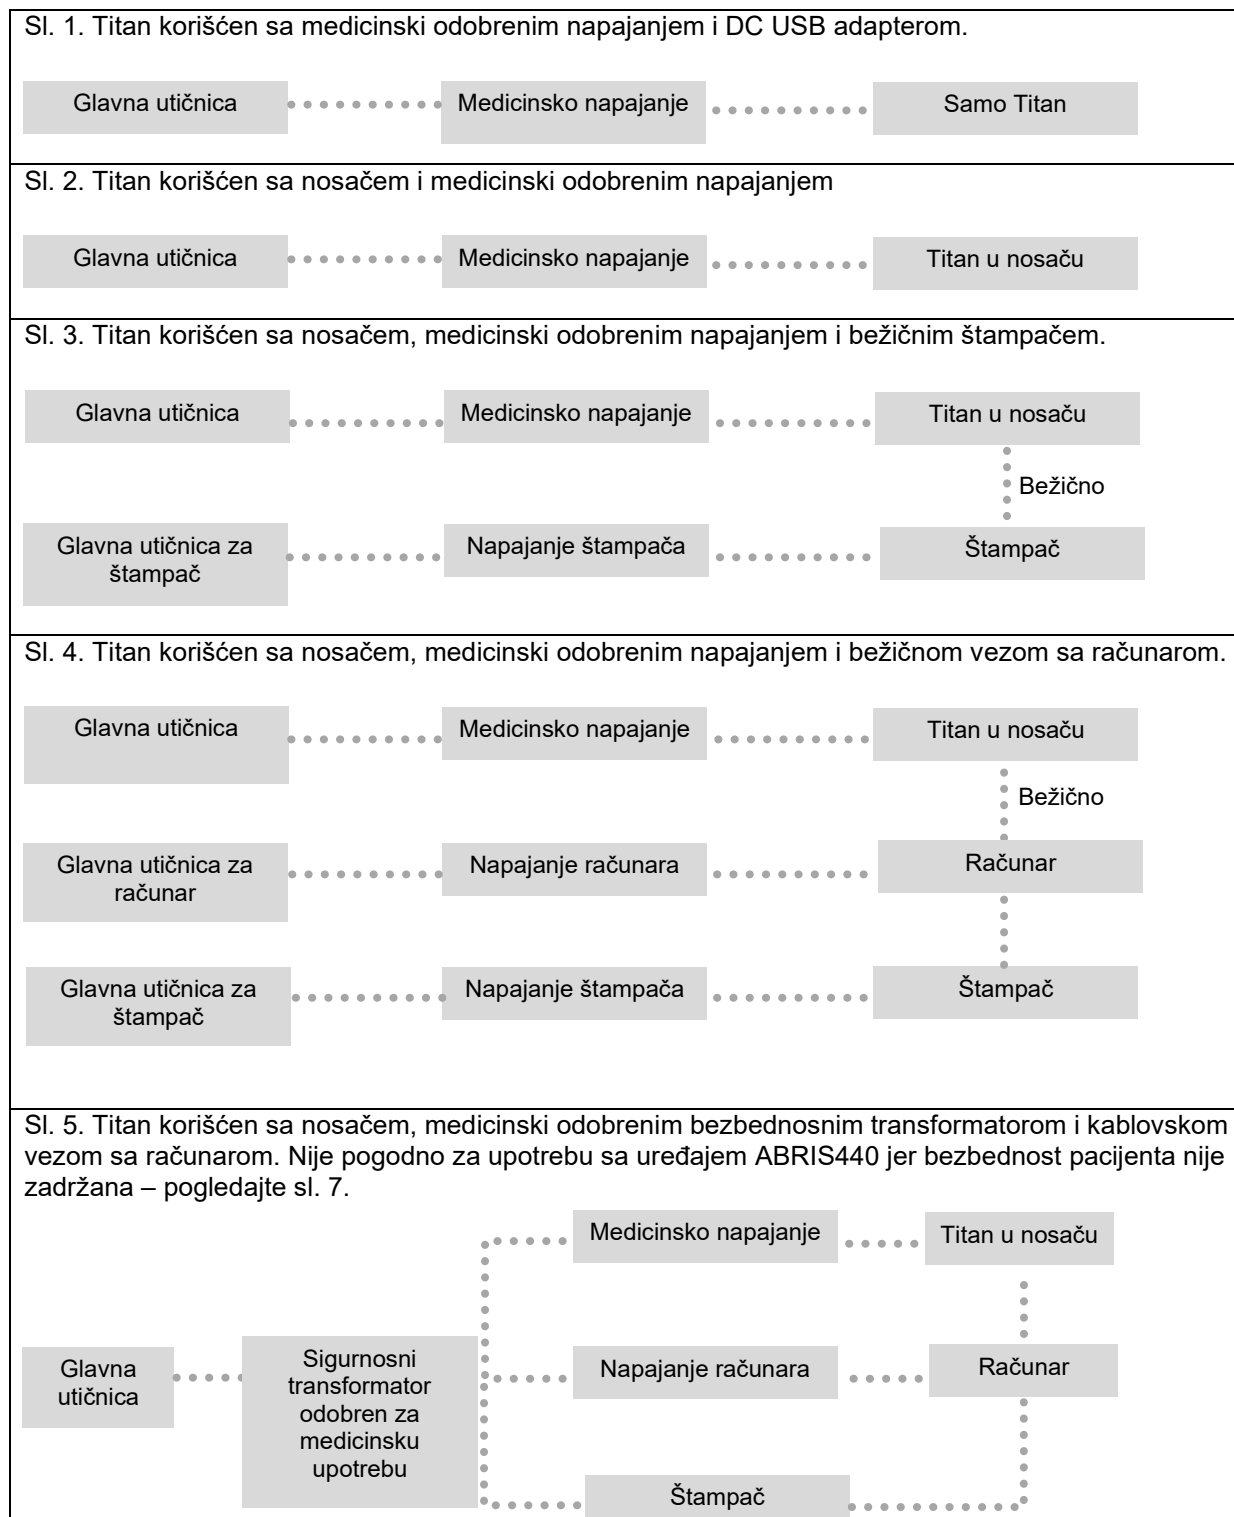 Sl. 1. Titan korišćen sa medicinski odobrenim napajanjem i DC USB adapterom.
Glavna utičnica
Medicinsko napajanje
Samo Titan
Sl. 2. Titan korišćen sa nosačem i medicinski odobrenim napajanjem
Glavna utičnica
Medicinsko napajanje
Titan u nosaču
Sl. 3. Titan korišćen sa nosačem, medicinski odobrenim napajanjem i bežičnim štampačem.
Glavna utičnica
Medicinsko napajanje
Titan u nosaču
Bežično
Glavna utičnica za
štampač
Napajanje štampača
Štampač
Sl. 4. Titan korišćen sa nosačem, medicinski odobrenim napajanjem i bežičnom vezom sa računarom.
Glavna utičnica
Medicinsko napajanje
Titan u nosaču
Bežično
Glavna utičnica za
računar
Napajanje računara
Računar
Glavna utičnica za
štampač
Napajanje štampača
Štampač
Sl. 5. Titan korišćen sa nosačem, medicinski odobrenim bezbednosnim transformatorom i kablovskom
vezom sa računarom. Nije pogodno za upotrebu sa uređajem ABRIS440 jer bezbednost pacijenta nije
zadržana – pogledajte sl. 7.
Medicinsko napajanje
Titan u nosaču
Glavna
utičnica
Sigurnosni
transformator
odobren za
medicinsku
upotrebu
Napajanje računara
Računar
Štampač